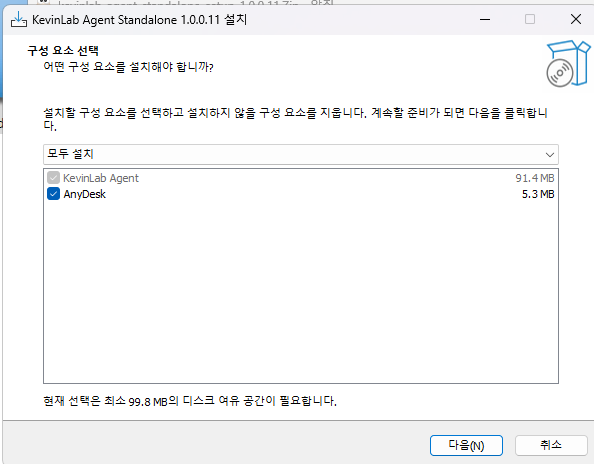 KevinLab Agent Standalone 1.0.0.11 설치
구성 요소 선택
어떤 구성 요소를 설치해야 합니까?
설치할 구성 요소를 선택하고 설치하지 않을 구성 요소를 지웁니다. 계속할 준비가 되면 다음을 클릭합니
다.
모두 설치
KevinLab Agent 91.4 MB
AnyDesk 5.3 MB
현재 선택은 최소 99.8 MB의 디스크 여유 공간이 필요합니다.
다음(N) 취소